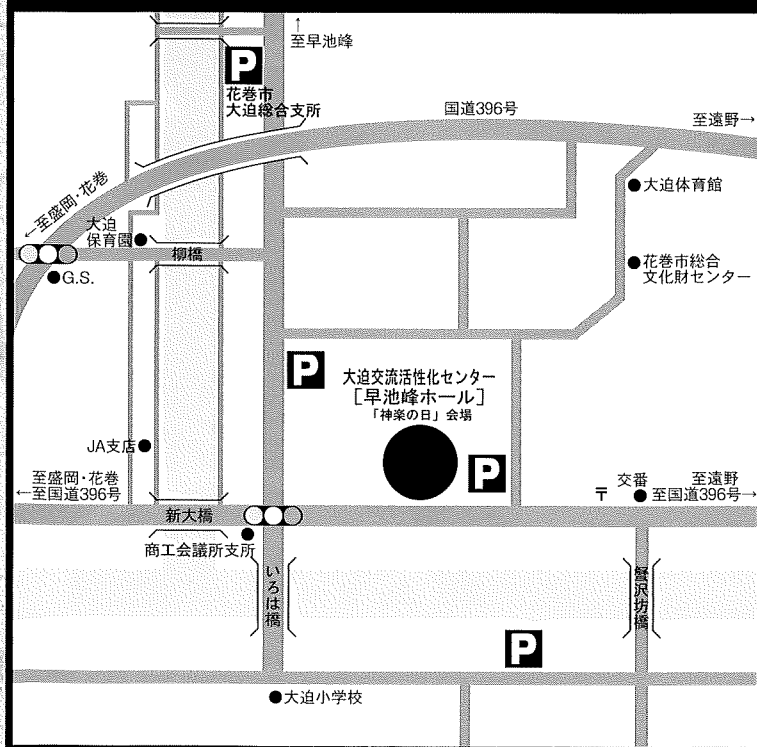 ↑
至早池峰
P
花巻市
大迫総合支所
国道396号
至遠野→
←至盛岡・花巻
大迫
保育園
柳橋
G.S.
大迫体育館
花巻市総合
文化財センター
P
大迫交流活性化センター
［早池峰ホール］
「神楽の日」会場
P
JA支店
至盛岡・花巻
←至国道396号
〒
交番
至遠野
至国道396号→
新大橋
商工会議所支所
いろは橋
蟹沢坊橋
P
大迫小学校